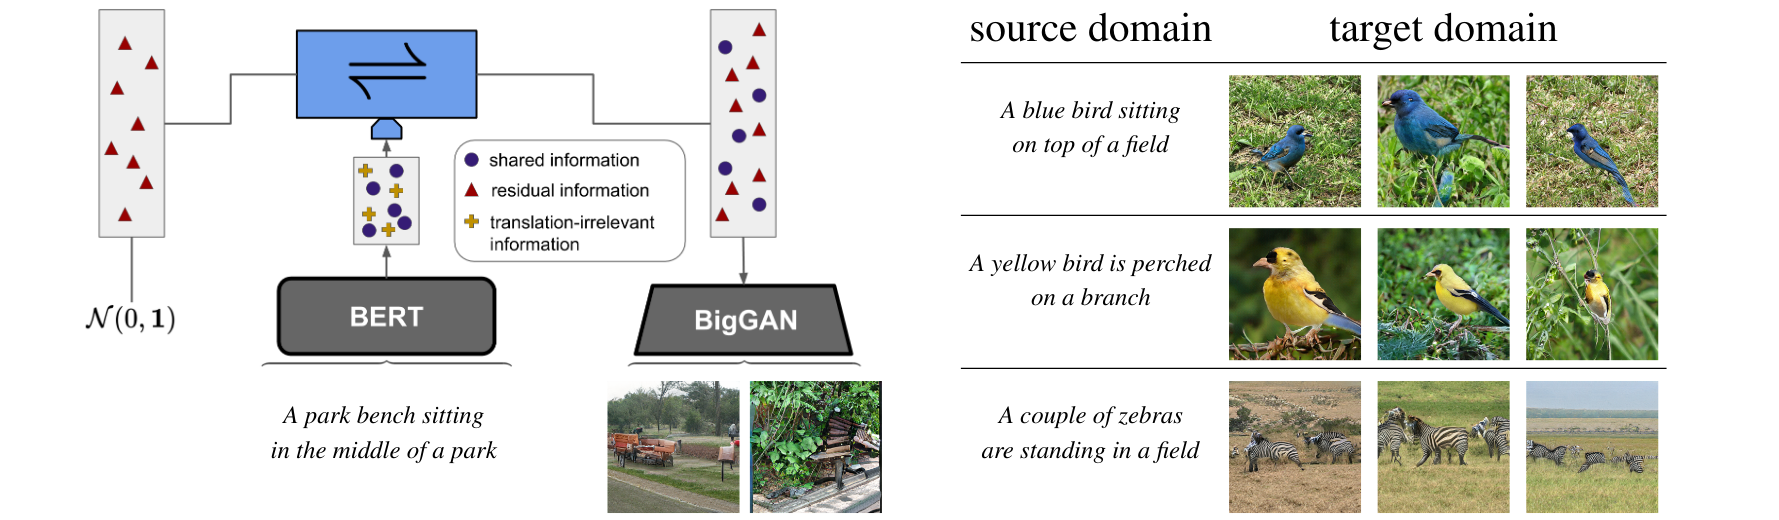 shared information
residual information
translation-irrelevant
information
𝒩(0, 1)
BERT
BigGAN
A park bench sitting
in the middle of a park
source domain
target domain
A blue bird sitting
on top of a field
A yellow bird is perched
on a branch
A couple of zebras
are standing in a field